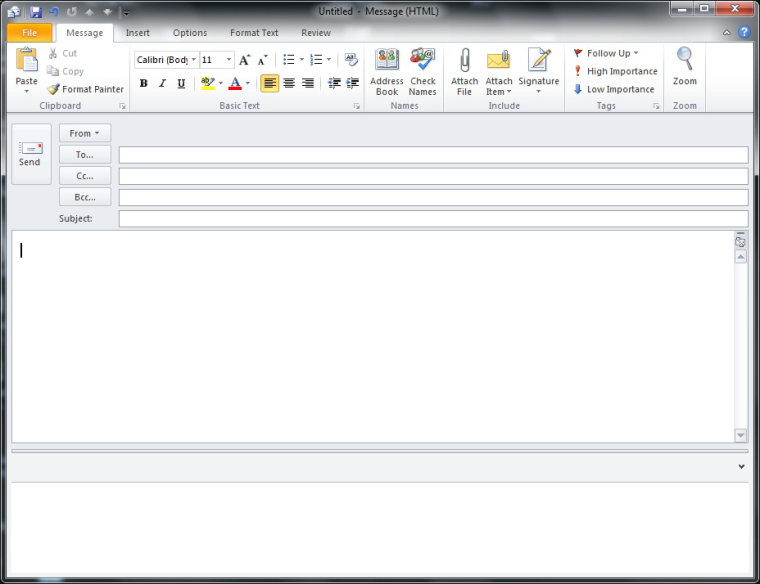 Untitled - Message (HTML)
File Message Insert Options Format Text Review
Paste
Cut
Copy
Format Painter
Clipboard
Calibri (Body 11
B I U
Basic Text
Address Book
Check Names
Names
Attach File
Attach Item
Signature
Include
Follow Up
High Importance
Low Importance
Tags
Zoom
Zoom
Send
From
To...
Cc...
Bcc...
Subject: